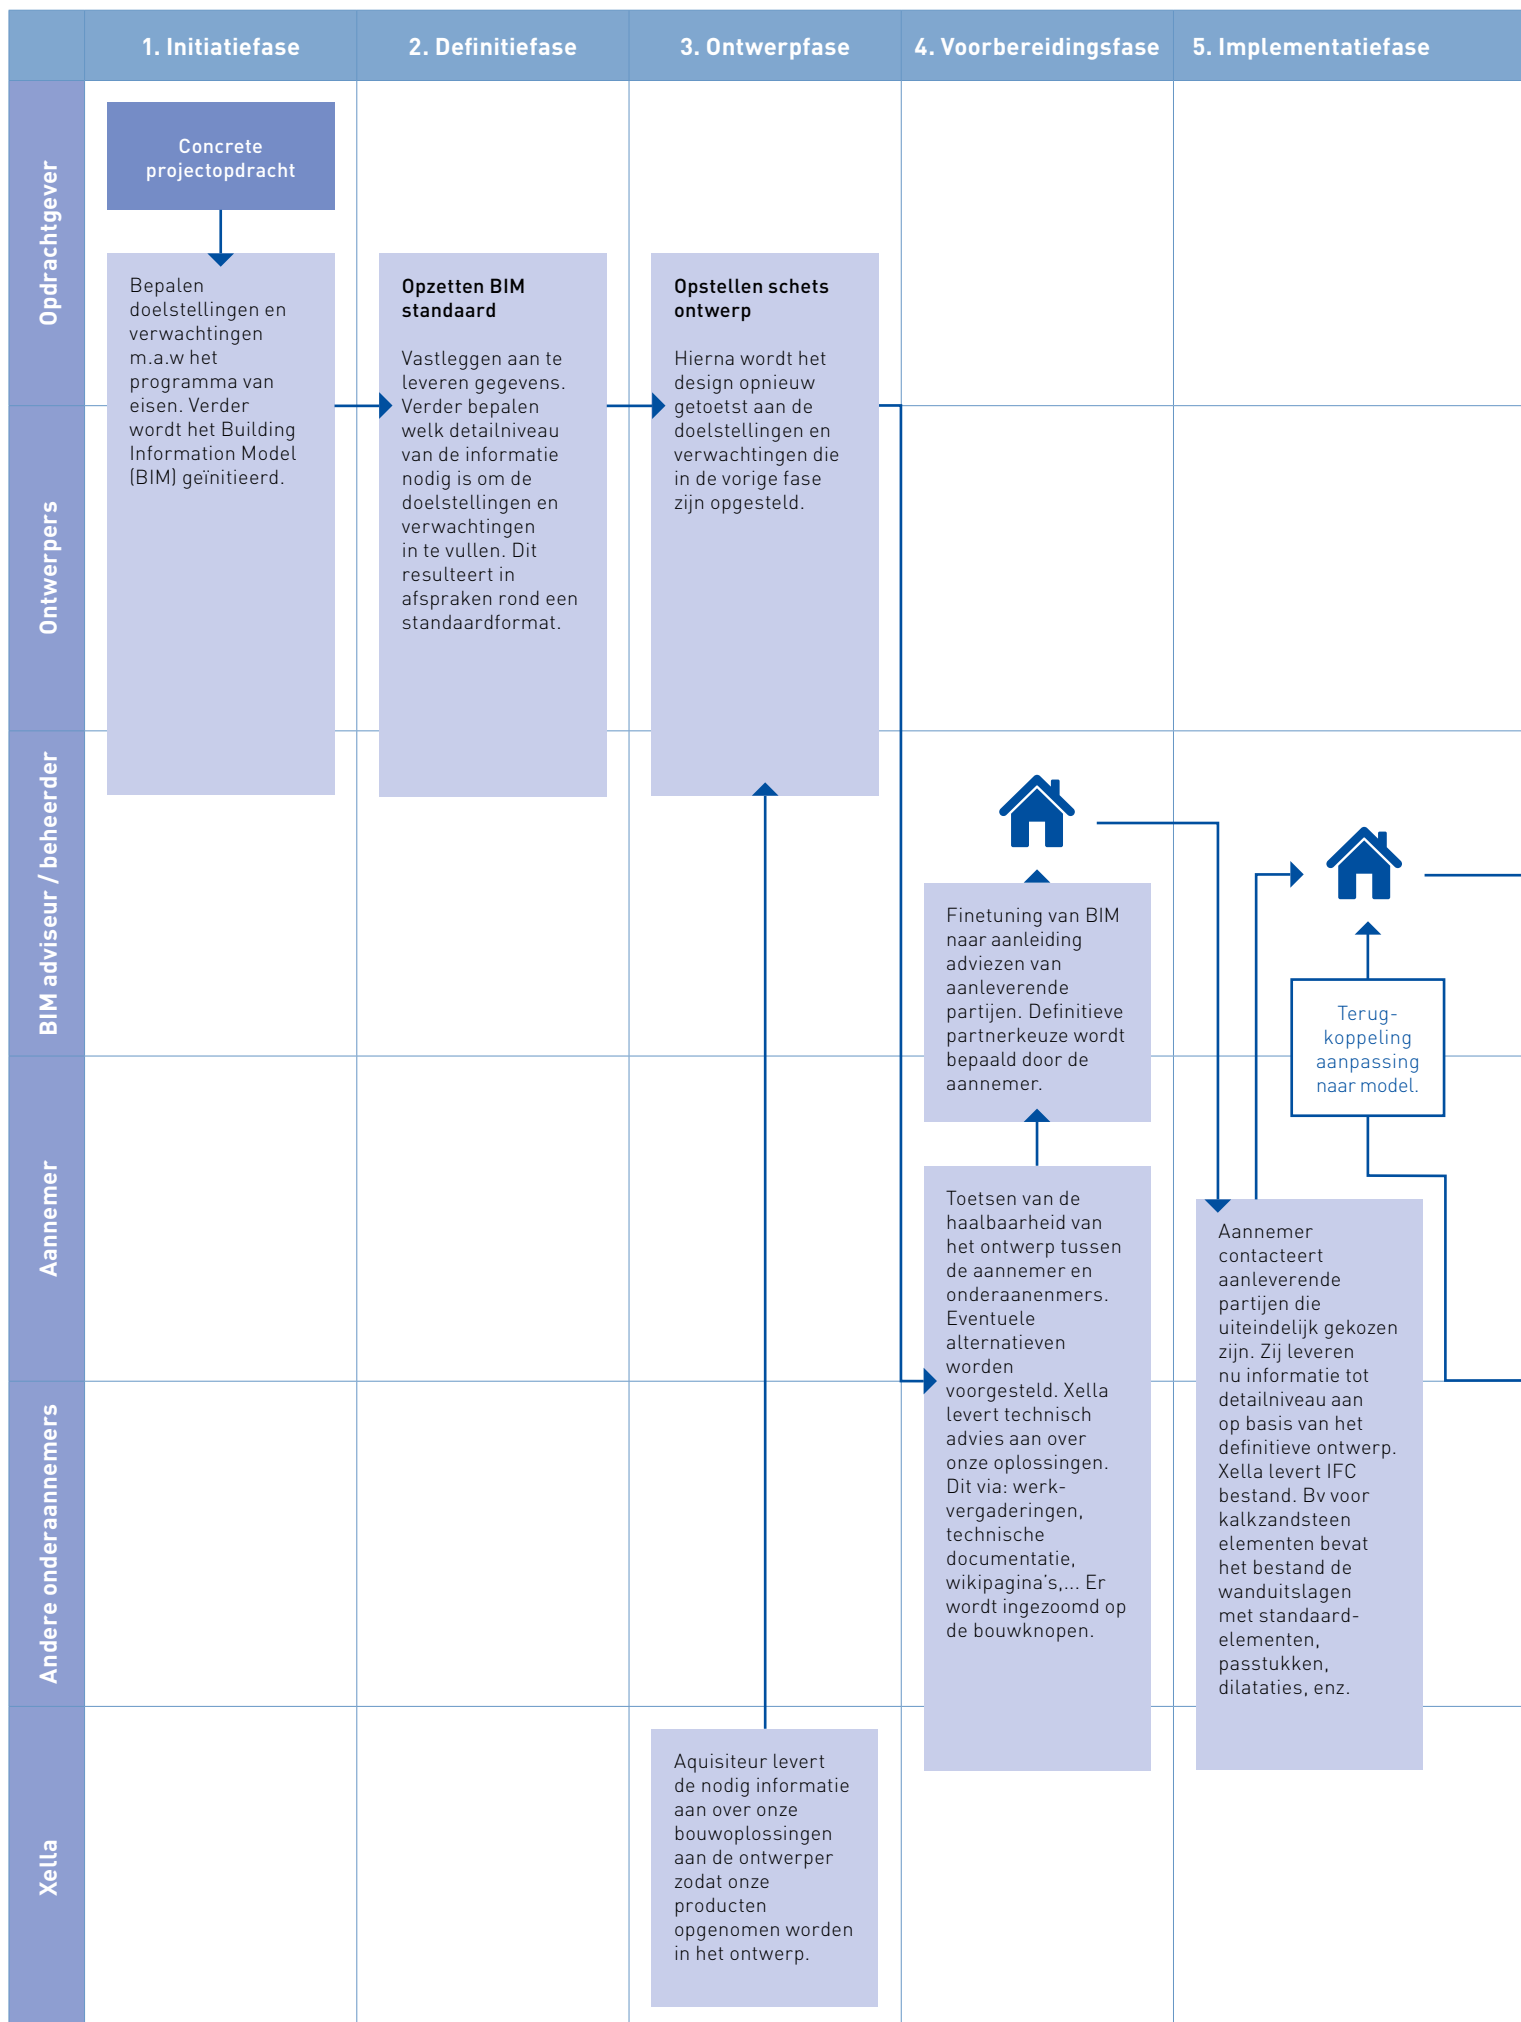 1. Initiatiefase
2. Definitiefase
3. Ontwerpfase
4. Voorbereidingsfase
5. Implementatiefase
Opdrachtgever
Ontwerpers
BIM adviseur / beheerder
Aannemer
Andere onderaannemers
Xella
Concrete
projectopdracht
Bepalen
doelstellingen en
verwachtingen
m.a.w het
programma van
eisen. Verder
wordt het Building
Information Model
(BIM) geïnitieerd.
Opzetten BIM
standaard
Vastleggen aan te
leveren gegevens.
Verder bepalen
welk detailniveau
van de informatie
nodig is om de
doelstellingen en
verwachtingen
in te vullen. Dit
resulteert in
afspraken rond een
standaardformat.
Opstellen schets
ontwerp
Hierna wordt het
design opnieuw
getoetst aan de
doelstellingen en
verwachtingen die
in de vorige fase
zijn opgesteld.
Aquisiteur levert
de nodig informatie
aan over onze
bouwoplossingen
aan de ontwerper
zodat onze
producten
opgenomen worden
in het ontwerp.
Finetuning van BIM
naar aanleiding
adviezen van
aanleverende
partijen. Definitieve
partnerkeuze wordt
bepaald door de
aannemer.
Toetsen van de
haalbaarheid van
het ontwerp tussen
de aannemer en
onderaanenmers.
Eventuele
alternatieven
worden
voorgesteld. Xella
levert technisch
advies aan over
onze oplossingen.
Dit via: werk-
vergaderingen,
technische
documentatie,
wikipagina's,... Er
wordt ingezoomd op
de bouwknopen.
Terug-
koppeling
aanpassing
naar model.
Aannemer
contacteert
aanleverende
partijen die
uiteindelijk gekozen
zijn. Zij leveren
nu informatie tot
detailniveau aan
op basis van het
definitieve ontwerp.
Xella levert IFC
bestand. Bv voor
kalkzandsteen
elementen bevat
het bestand de
wanduitslagen
met standaard-
elementen,
passtukken,
dilataties, enz.